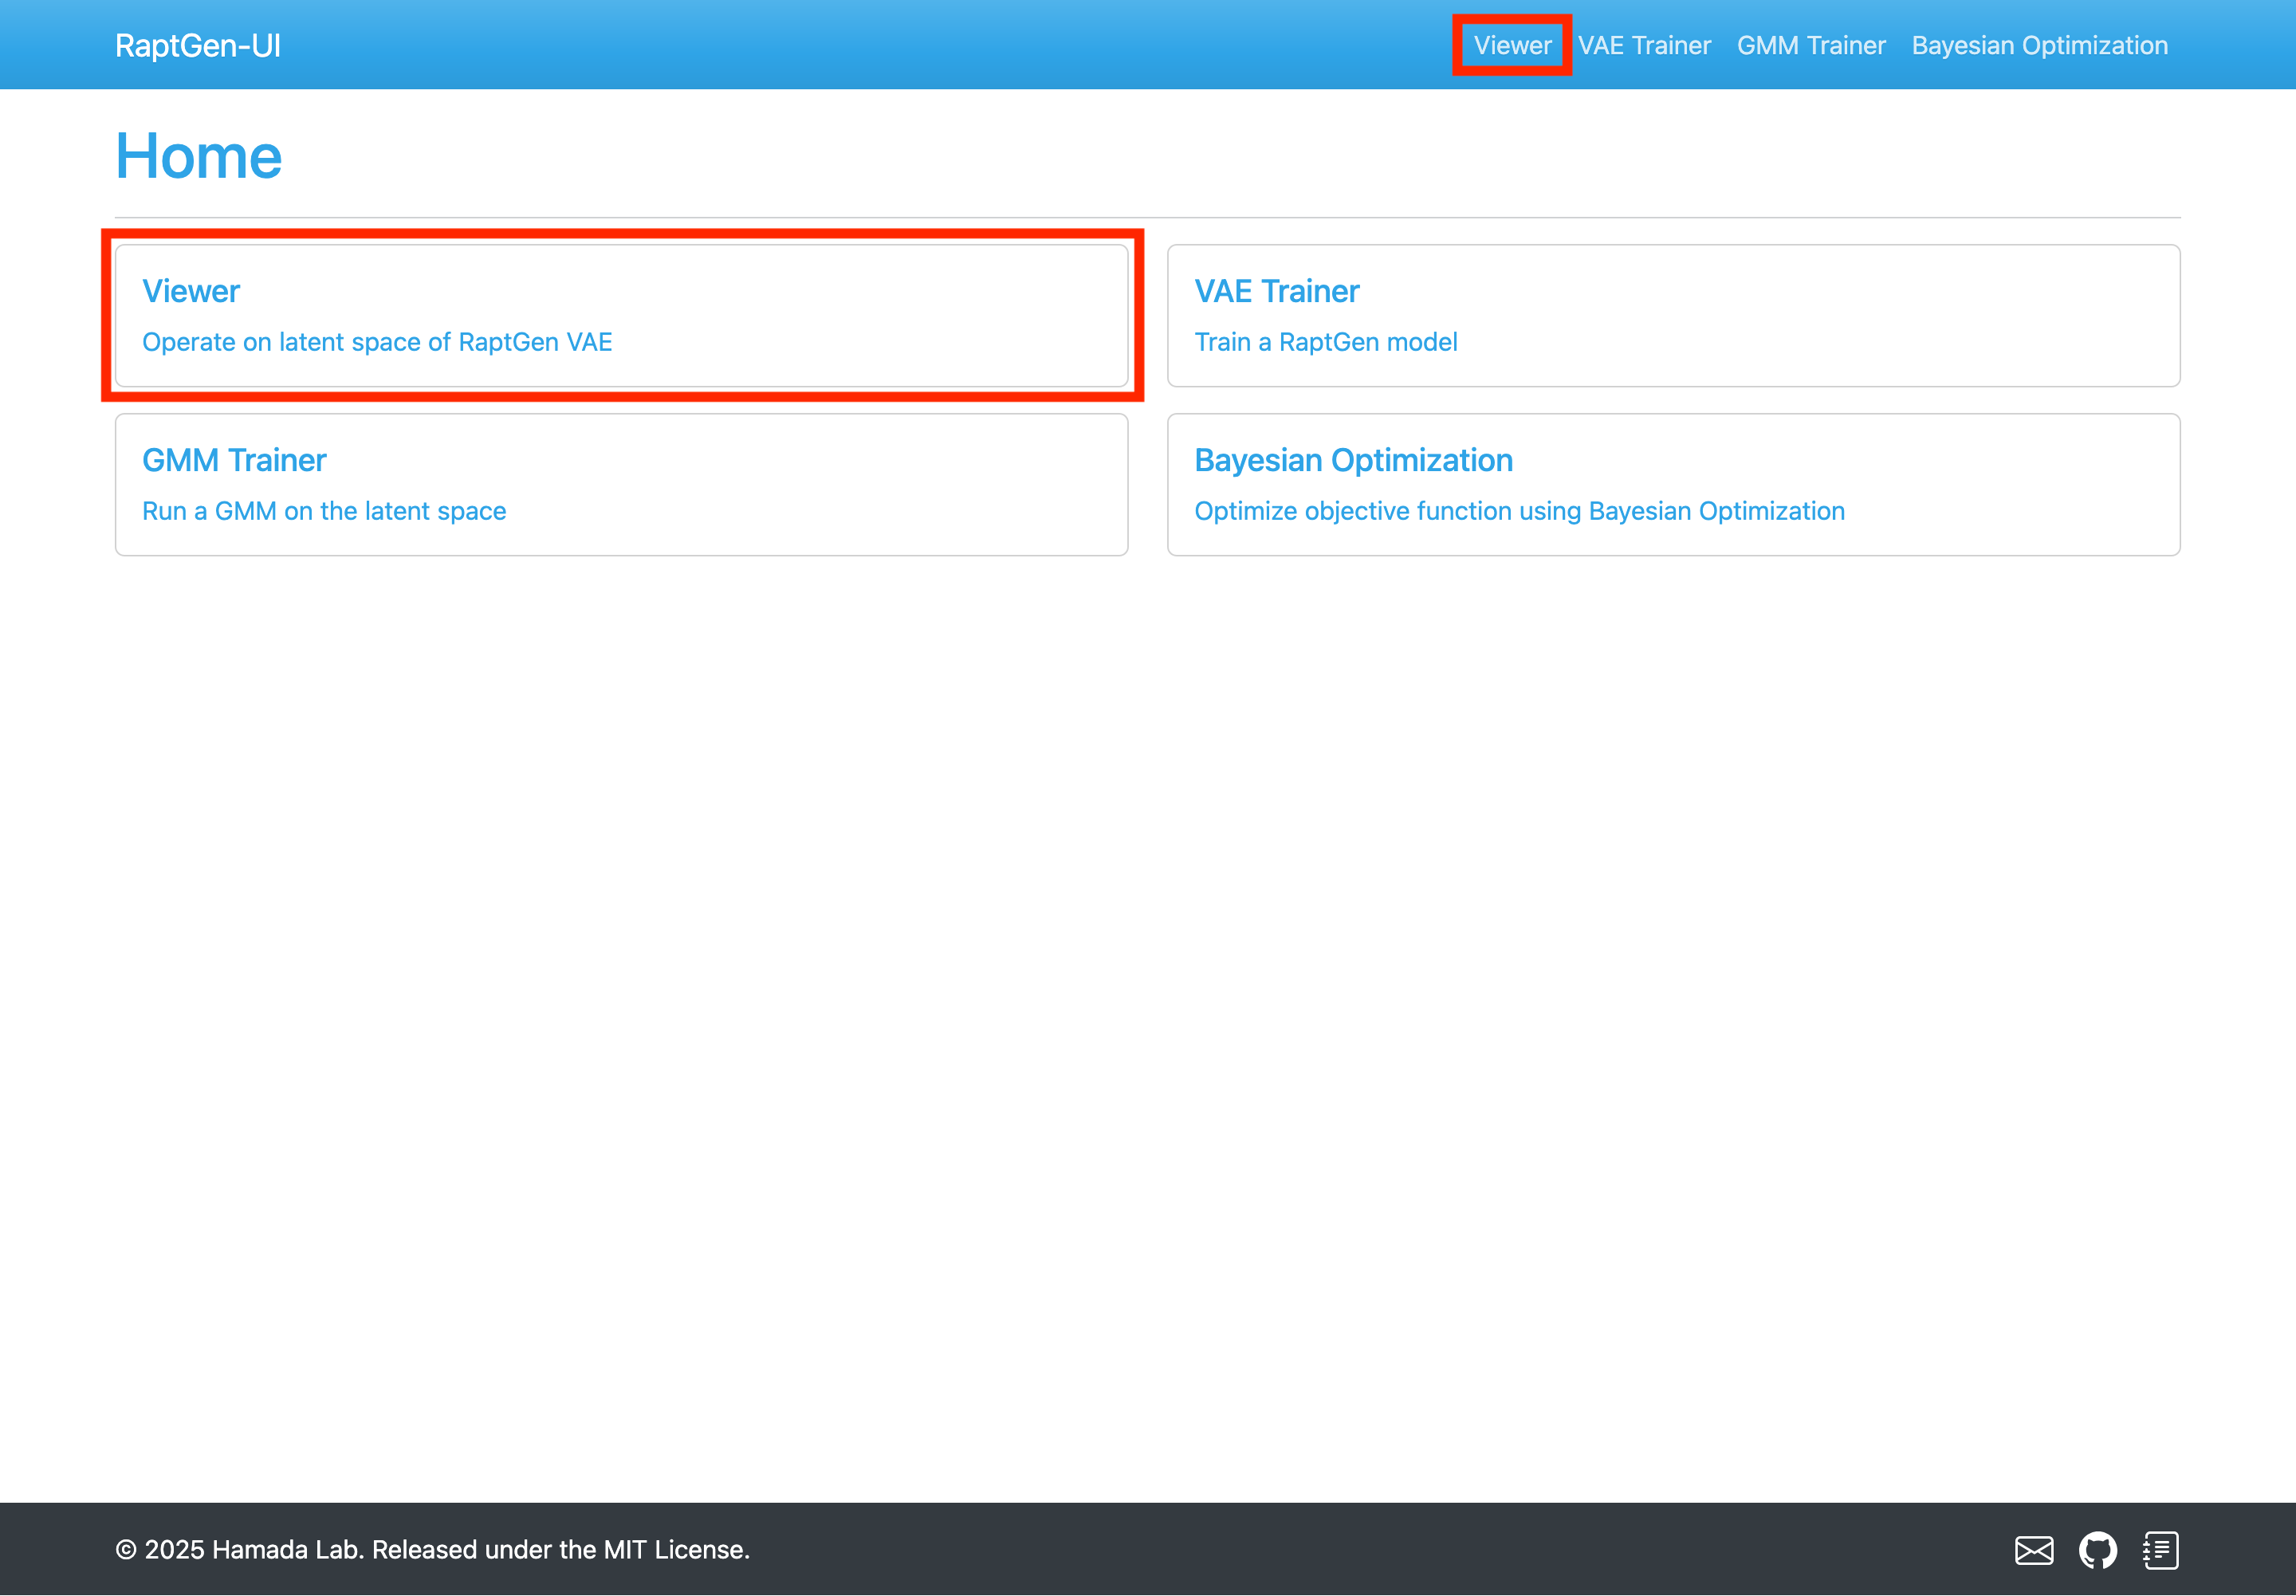 RaptGen-UI
Viewer VAE Trainer GMM Trainer Bayesian Optimization
Home
Viewer
Operate on latent space of RaptGen VAE
VAE Trainer
Train a RaptGen model
GMM Trainer
Run a GMM on the latent space
Bayesian Optimization
Optimize objective function using Bayesian Optimization
© 2025 Hamada Lab. Released under the MIT License.